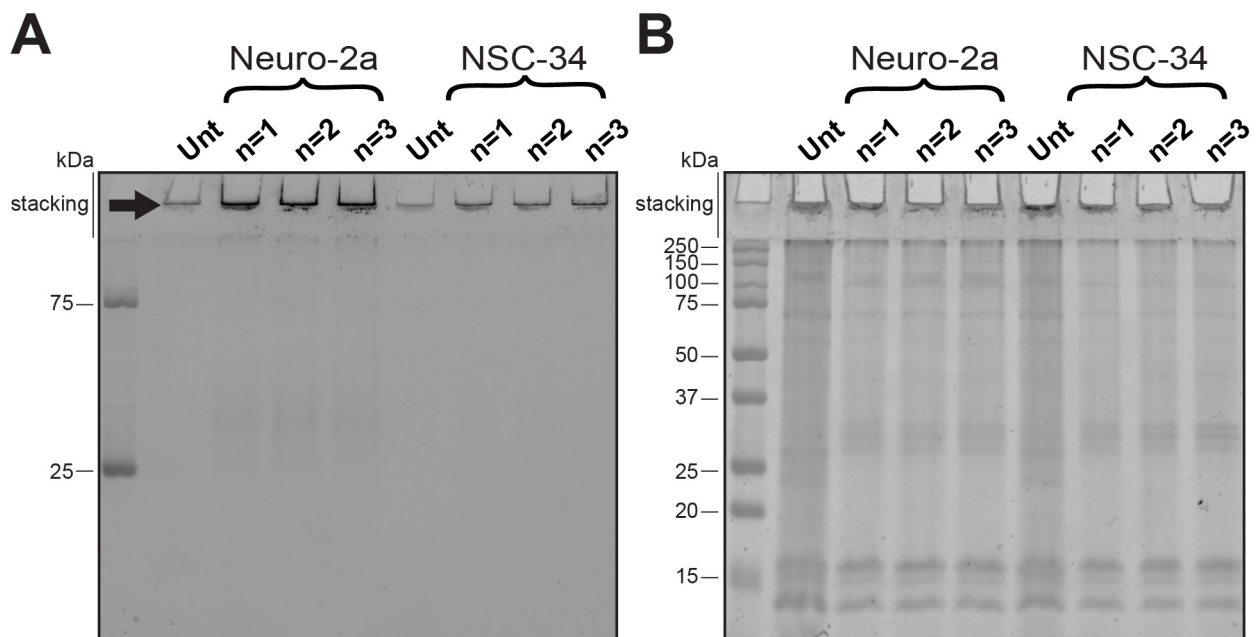 A
Neuro-2a NSC-34
Unt n=1 n=2 n=3 Unt n=1 n=2 n=3
kDa
stacking
75
25
B
Neuro-2a NSC-34
Unt n=1 n=2 n=3 Unt n=1 n=2 n=3
kDa
stacking
250
150
100
75
50
37
25
20
15